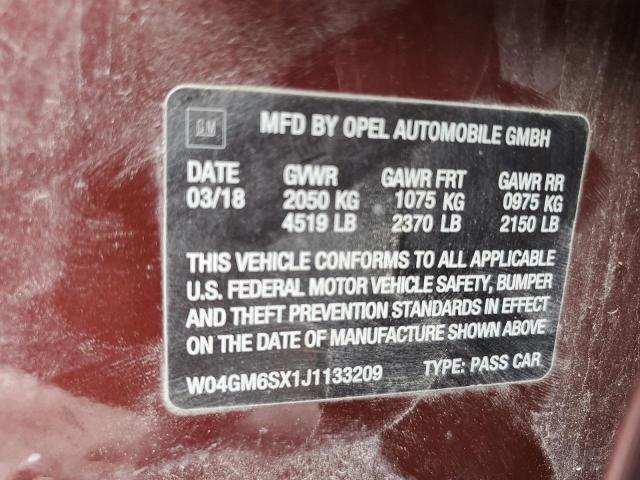 GM MFD BY OPEL AUTOMOBILE GMBH
DATE GVWR GAWR FRT GAWR RR
03/18 2050 KG 1075 KG 0975 KG
4519 LB 2370 LB 2150 LB
THIS VEHICLE CONFORMS TO ALL APPLICABLE
U.S. FEDERAL MOTOR VEHICLE SAFETY, BUMPER
AND THEFT PREVENTION STANDARDS IN EFFECT
ON THE DATE OF MANUFACTURE SHOWN ABOVE
W04GM6SX1J1133209 TYPE: PASS CAR